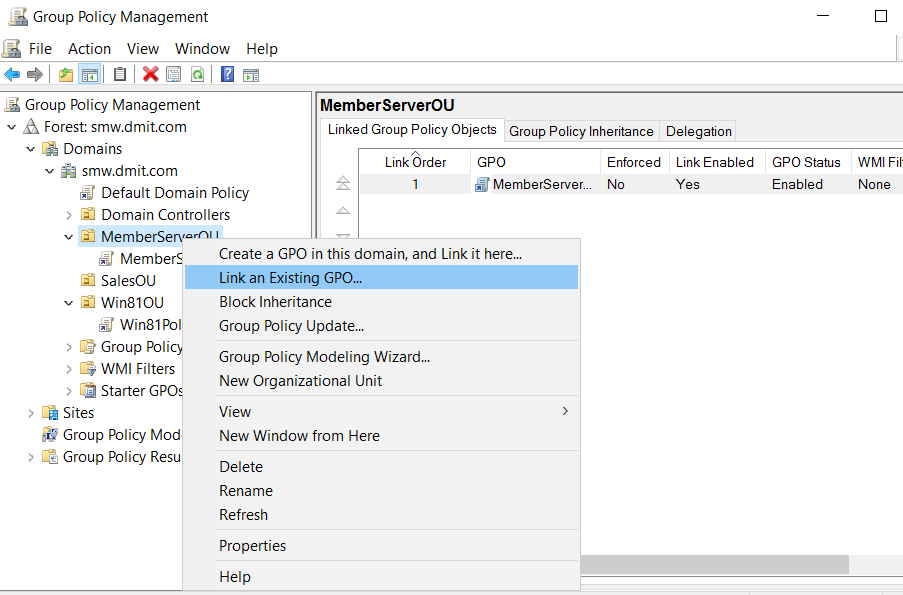 Group Policy Management
File Action View Window Help
Group Policy Management
Forest: smw.dmit.com
Domains
smw.dmit.com
Default Domain Policy
Domain Controllers
MemberServerOU
MemberS
SalesOU
Win81OU
Win81Pol
Group Policy
WMI Filters
Starter GPOs
Sites
Group Policy Mod
Group Policy Resu
MemberServerOU
Linked Group Policy Objects Group Policy Inheritance Delegation
Link Order GPO Enforced Link Enabled GPO Status WMI Fil
1 MemberServer... No Yes Enabled None
Create a GPO in this domain, and Link it here...
Link an Existing GPO...
Block Inheritance
Group Policy Update...
Group Policy Modeling Wizard...
New Organizational Unit
View
New Window from Here
Delete
Rename
Refresh
Properties
Help